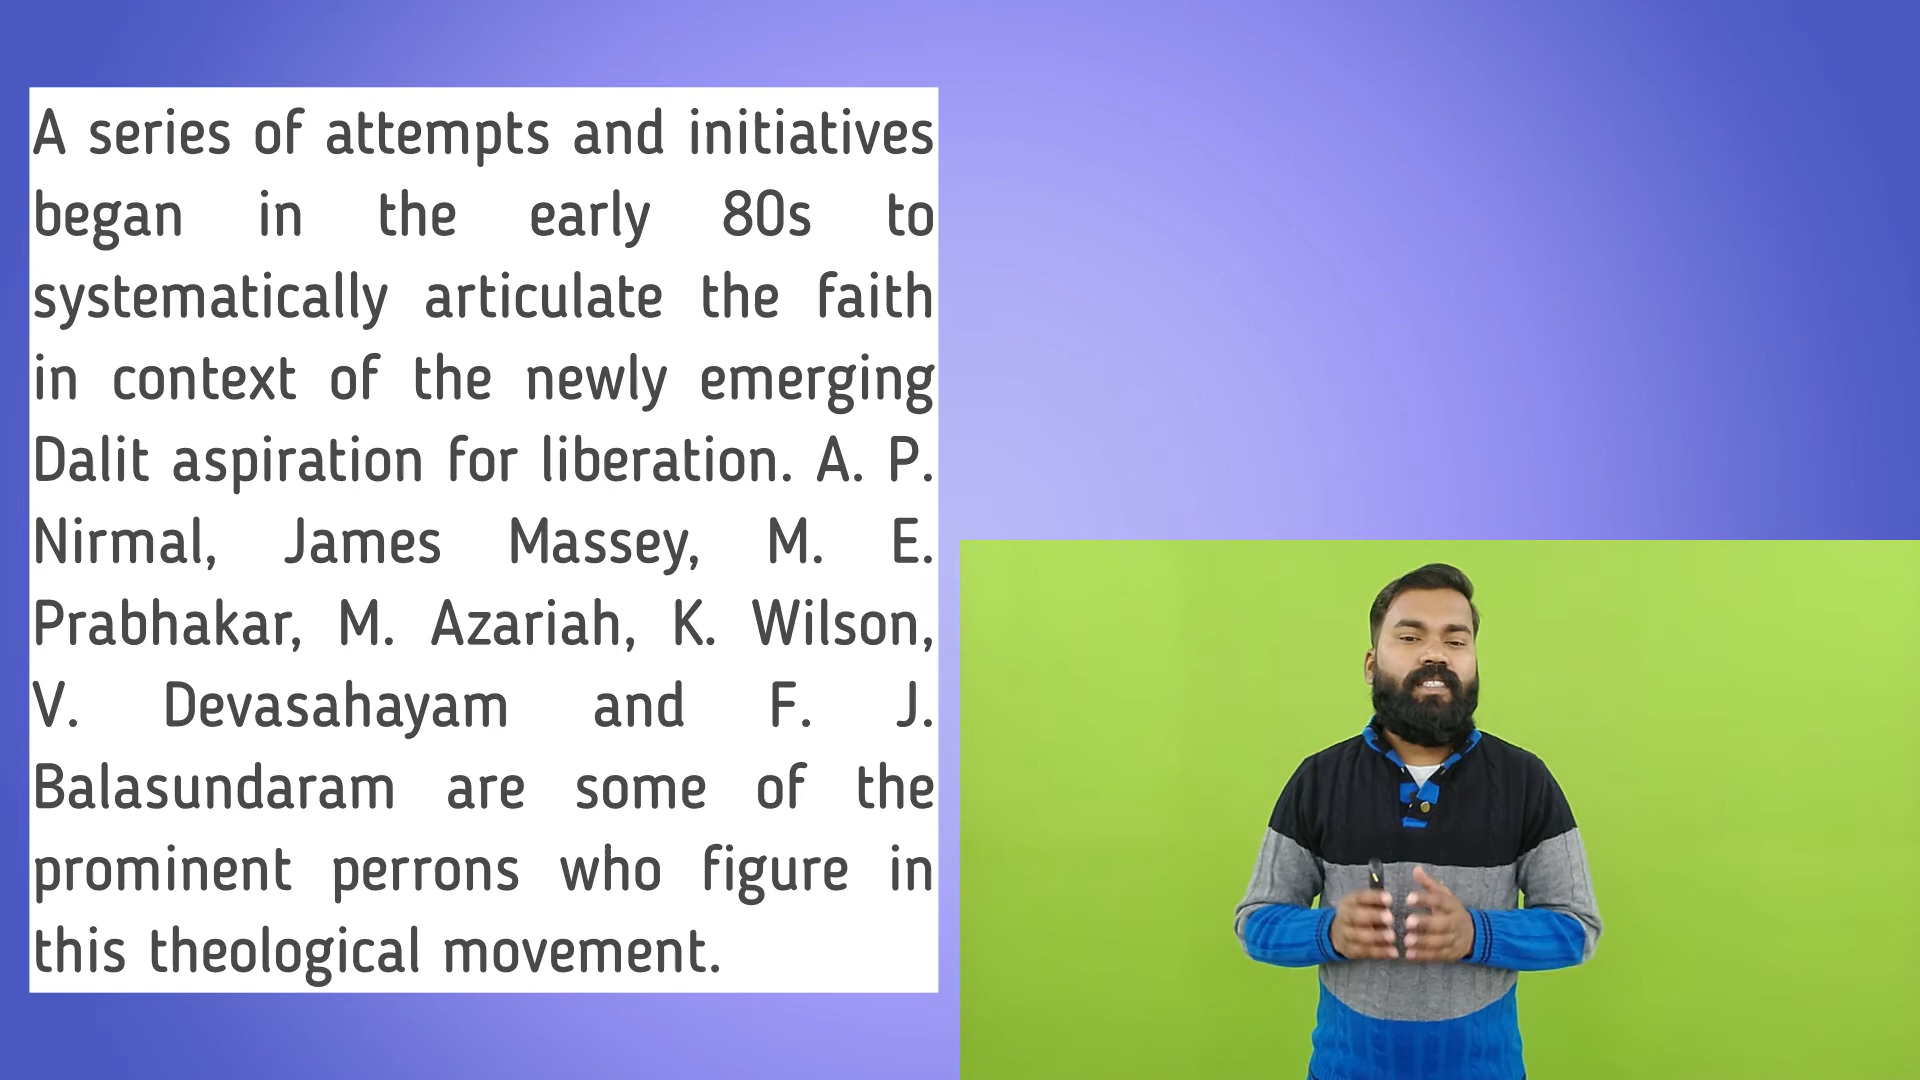 A series of attempts and initiatives
began in the early 80s to
systematically articulate the faith
in context of the newly emerging
Dalit aspiration for liberation. A. P.
Nirmal, James Massey, M. E.
Prabhakar, M. Azariah, K. Wilson,
V. Devasahayam and F. J.
Balasundaram are some of the
prominent perrons who figure in
this theological movement.